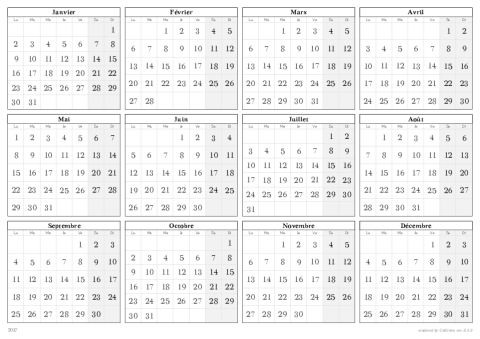 Janvier
Lu Ma Me Je Ve Sa Di
1
2 3 4 5 6 7 8
9 10 11 12 13 14 15
16 17 18 19 20 21 22
23 24 25 26 27 28 29
30 31
Février
Lu Ma Me Je Ve Sa Di
1 2 3 4 5
6 7 8 9 10 11 12
13 14 15 16 17 18 19
20 21 22 23 24 25 26
27 28
Mars
Lu Ma Me Je Ve Sa Di
1 2 3 4 5
6 7 8 9 10 11 12
13 14 15 16 17 18 19
20 21 22 23 24 25 26
27 28 29 30 31
Avril
Lu Ma Me Je Ve Sa Di
1 2
3 4 5 6 7 8 9
10 11 12 13 14 15 16
17 18 19 20 21 22 23
24 25 26 27 28 29 30
Mai
Lu Ma Me Je Ve Sa Di
1 2 3 4 5 6 7
8 9 10 11 12 13 14
15 16 17 18 19 20 21
22 23 24 25 26 27 28
29 30 31
Juin
Lu Ma Me Je Ve Sa Di
1 2 3 4
5 6 7 8 9 10 11
12 13 14 15 16 17 18
19 20 21 22 23 24 25
26 27 28 29 30
Juillet
Lu Ma Me Je Ve Sa Di
1 2
3 4 5 6 7 8 9
10 11 12 13 14 15 16
17 18 19 20 21 22 23
24 25 26 27 28 29 30
31
Août
Lu Ma Me Je Ve Sa Di
1 2 3 4 5 6
7 8 9 10 11 12 13
14 15 16 17 18 19 20
21 22 23 24 25 26 27
28 29 30 31
Septembre
Lu Ma Me Je Ve Sa Di
1 2 3
4 5 6 7 8 9 10
11 12 13 14 15 16 17
18 19 20 21 22 23 24
25 26 27 28 29 30
Octobre
Lu Ma Me Je Ve Sa Di
1
2 3 4 5 6 7 8
9 10 11 12 13 14 15
16 17 18 19 20 21 22
23 24 25 26 27 28 29
30 31
Novembre
Lu Ma Me Je Ve Sa Di
1 2 3 4 5
6 7 8 9 10 11 12
13 14 15 16 17 18 19
20 21 22 23 24 25 26
27 28 29 30
Décembre
Lu Ma Me Je Ve Sa Di
1 2 3
4 5 6 7 8 9 10
11 12 13 14 15 16 17
18 19 20 21 22 23 24
25 26 27 28 29 30 31
2017